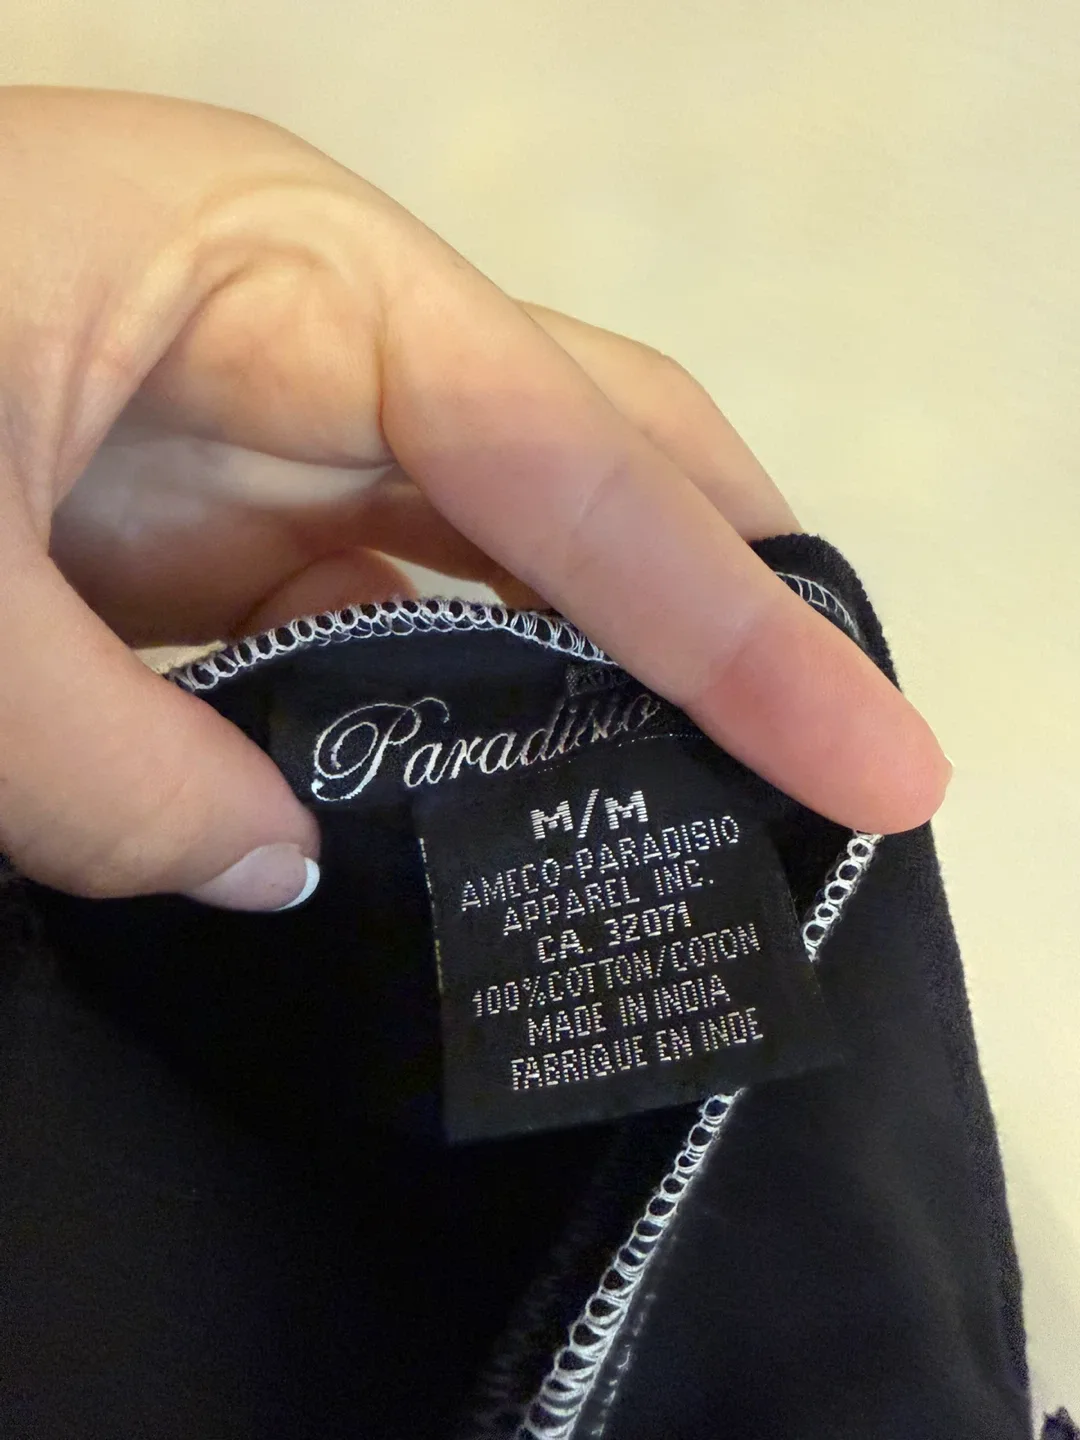 Paradisio
M/M
AMECO-PARADISIO
APPAREL INC.
CA. 32071
100%COTTON/COTON
MADE IN INDIA
FABRIQUE EN INDE